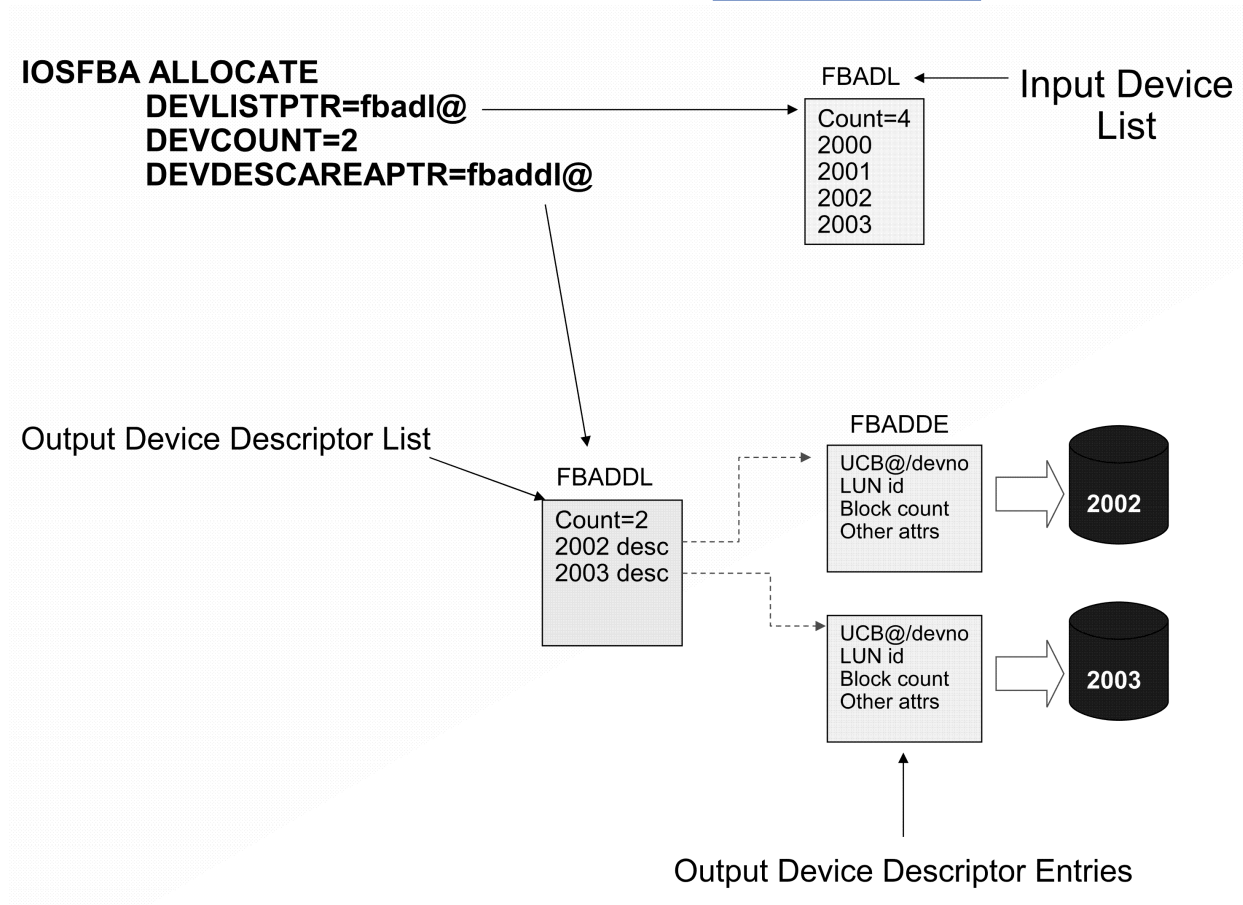 IOSFBA ALLOCATE
DEVLISTPTR=fbadl@
DEVCOUNT=2
DEVDESCAREAPTR=fbaddl@
FBADL
Input Device
List
Count=4
2000
2001
2002
2003
Output Device Descriptor List
FBADDL
Count=2
2002 desc
2003 desc
FBADDE
UCB@/devno
LUN id
Block count
Other attrs
2002
UCB@/devno
LUN id
Block count
Other attrs
2003
Output Device Descriptor Entries